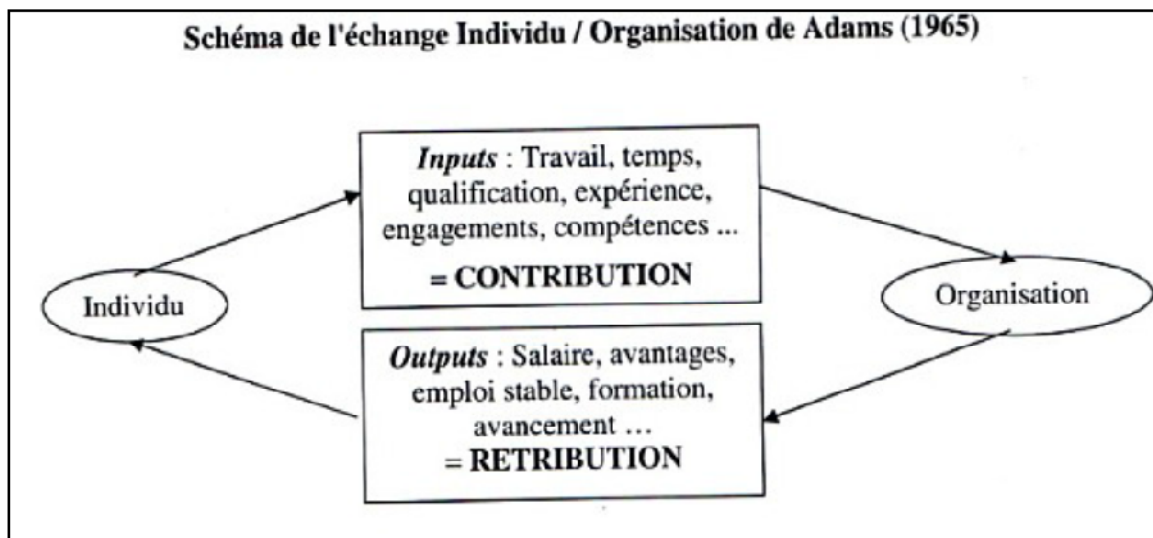 Schéma de l'échange Individu / Organisation de Adams (1965)
Inputs : Travail, temps,
qualification, expérience,
engagements, compétences ...
= CONTRIBUTION
Individu
Organisation
Outputs : Salaire, avantages,
emploi stable, formation,
avancement ...
= RETRIBUTION